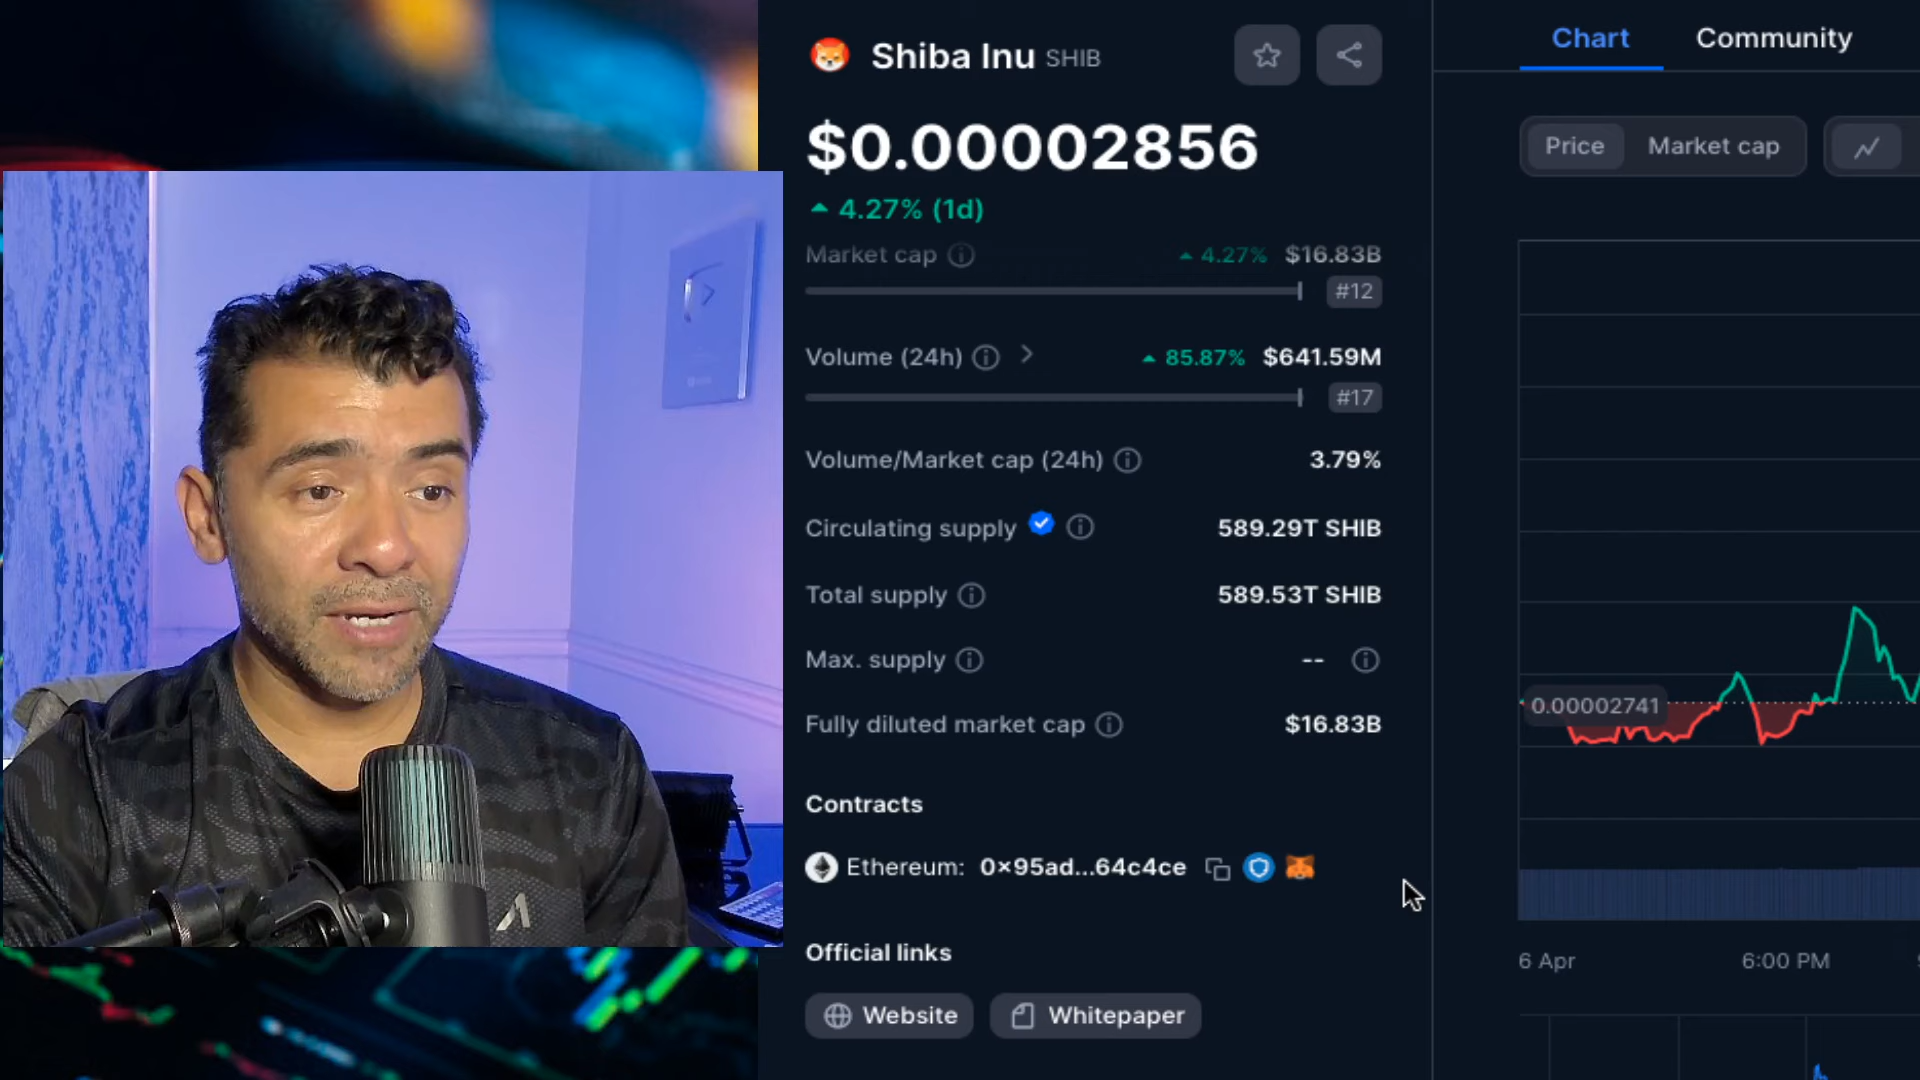 Shiba Inu SHIB
$0.00002856
4.27% (1d)
Market cap 4.27% $16.83B
#12
Volume (24h) 85.87% $641.59M
#17
Volume/Market cap (24h) 3.79%
Circulating supply 589.29T SHIB
Total supply 589.53T SHIB
Max. supply --
Fully diluted market cap $16.83B
Contracts
Ethereum: 0x95ad...64c4ce
Official links
Website Whitepaper
Chart Community
Price Market cap
0.00002741
6 Apr 6:00 PM